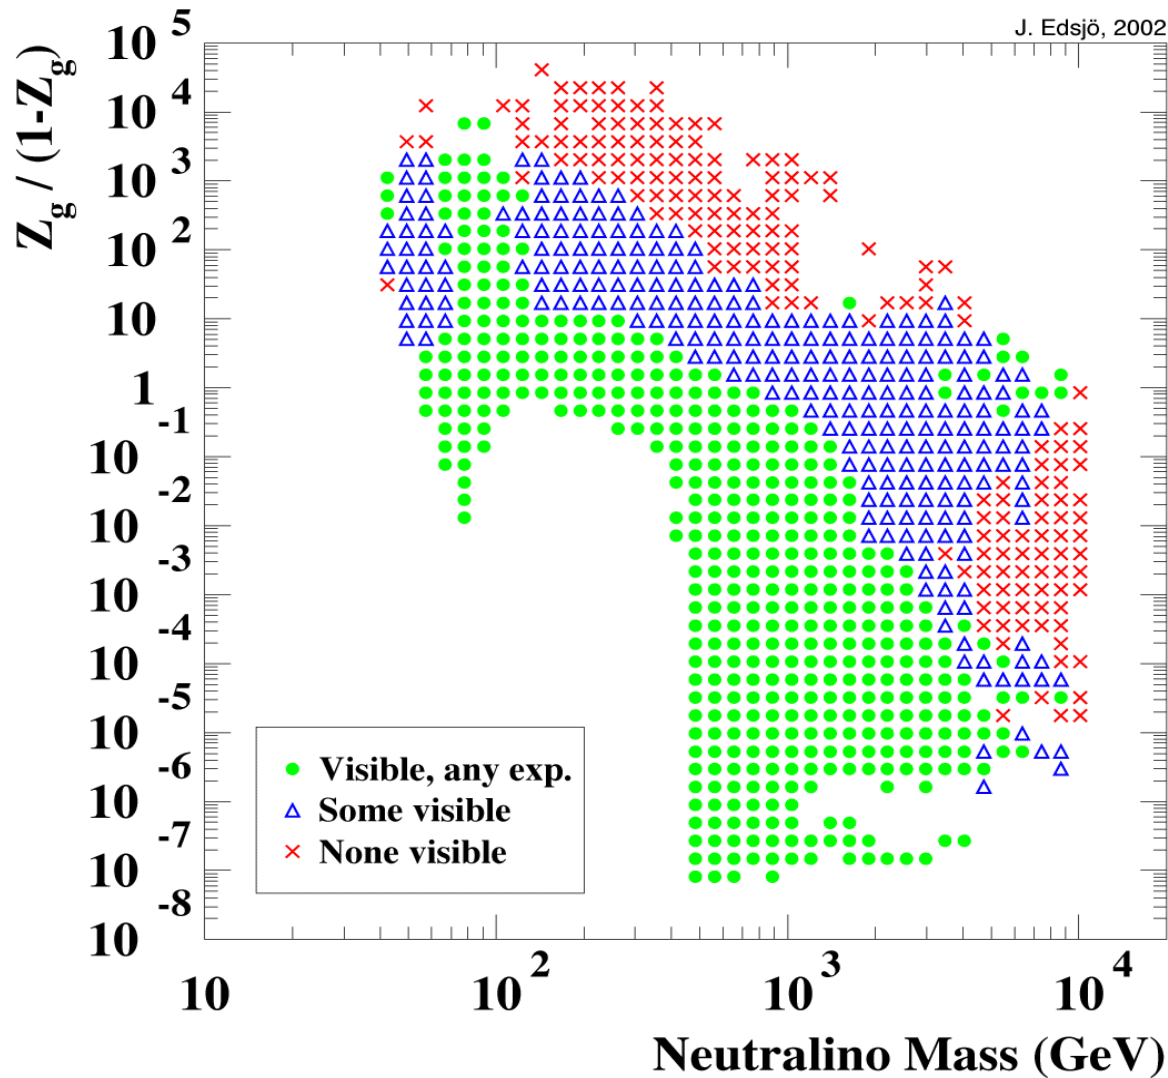 J. Edsjö, 2002
Z_g / (1-Z_g)
10^5
10^4
10^3
10^2
10
1
10^-1
10^-2
10^-3
10^-4
10^-5
10^-6
10^-7
10^-8
Visible, any exp.
Some visible
None visible
10 10^2 10^3 10^4
Neutralino Mass (GeV)